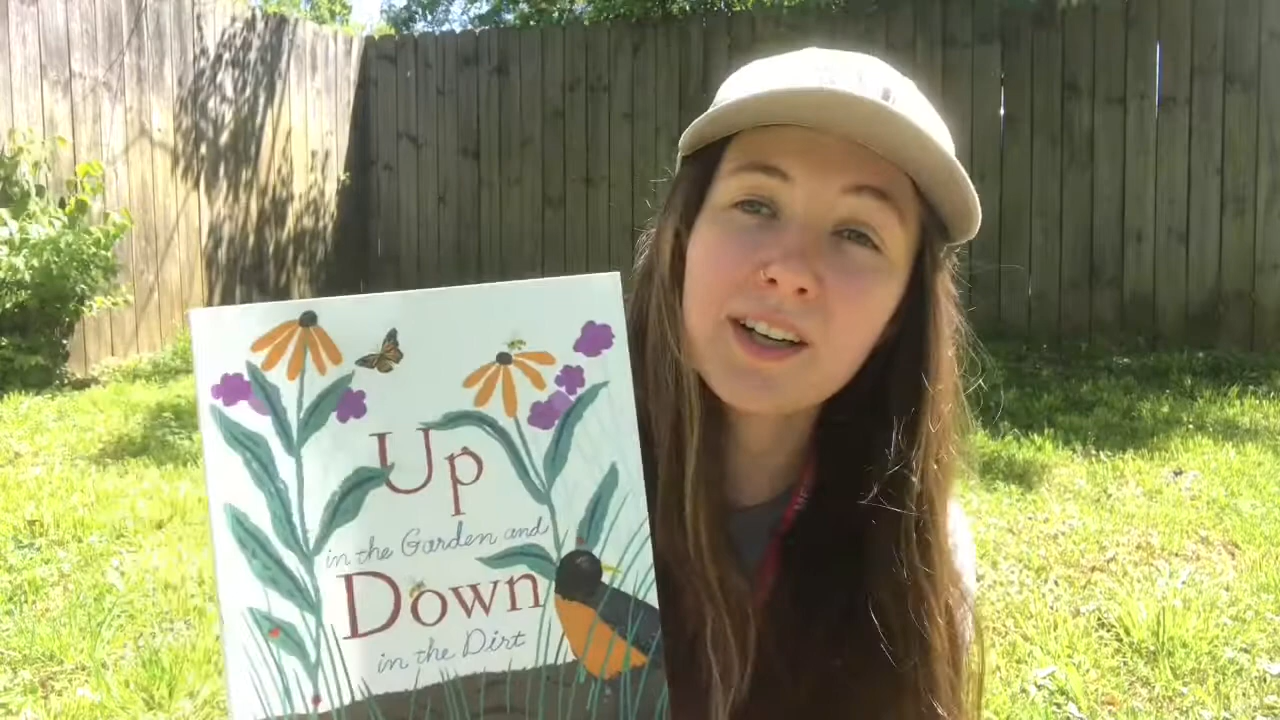 Up
in the Garden and
Down
in the Dirt